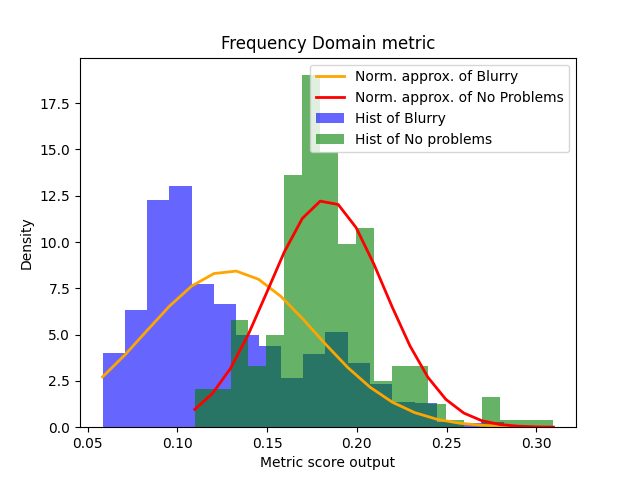 Frequency Domain metric
Norm. approx. of Blurry
Norm. approx. of No Problems
Hist of Blurry
Hist of No problems
Density
17.5
15.0
12.5
10.0
7.5
5.0
2.5
0.0
0.05 0.10 0.15 0.20 0.25 0.30
Metric score output